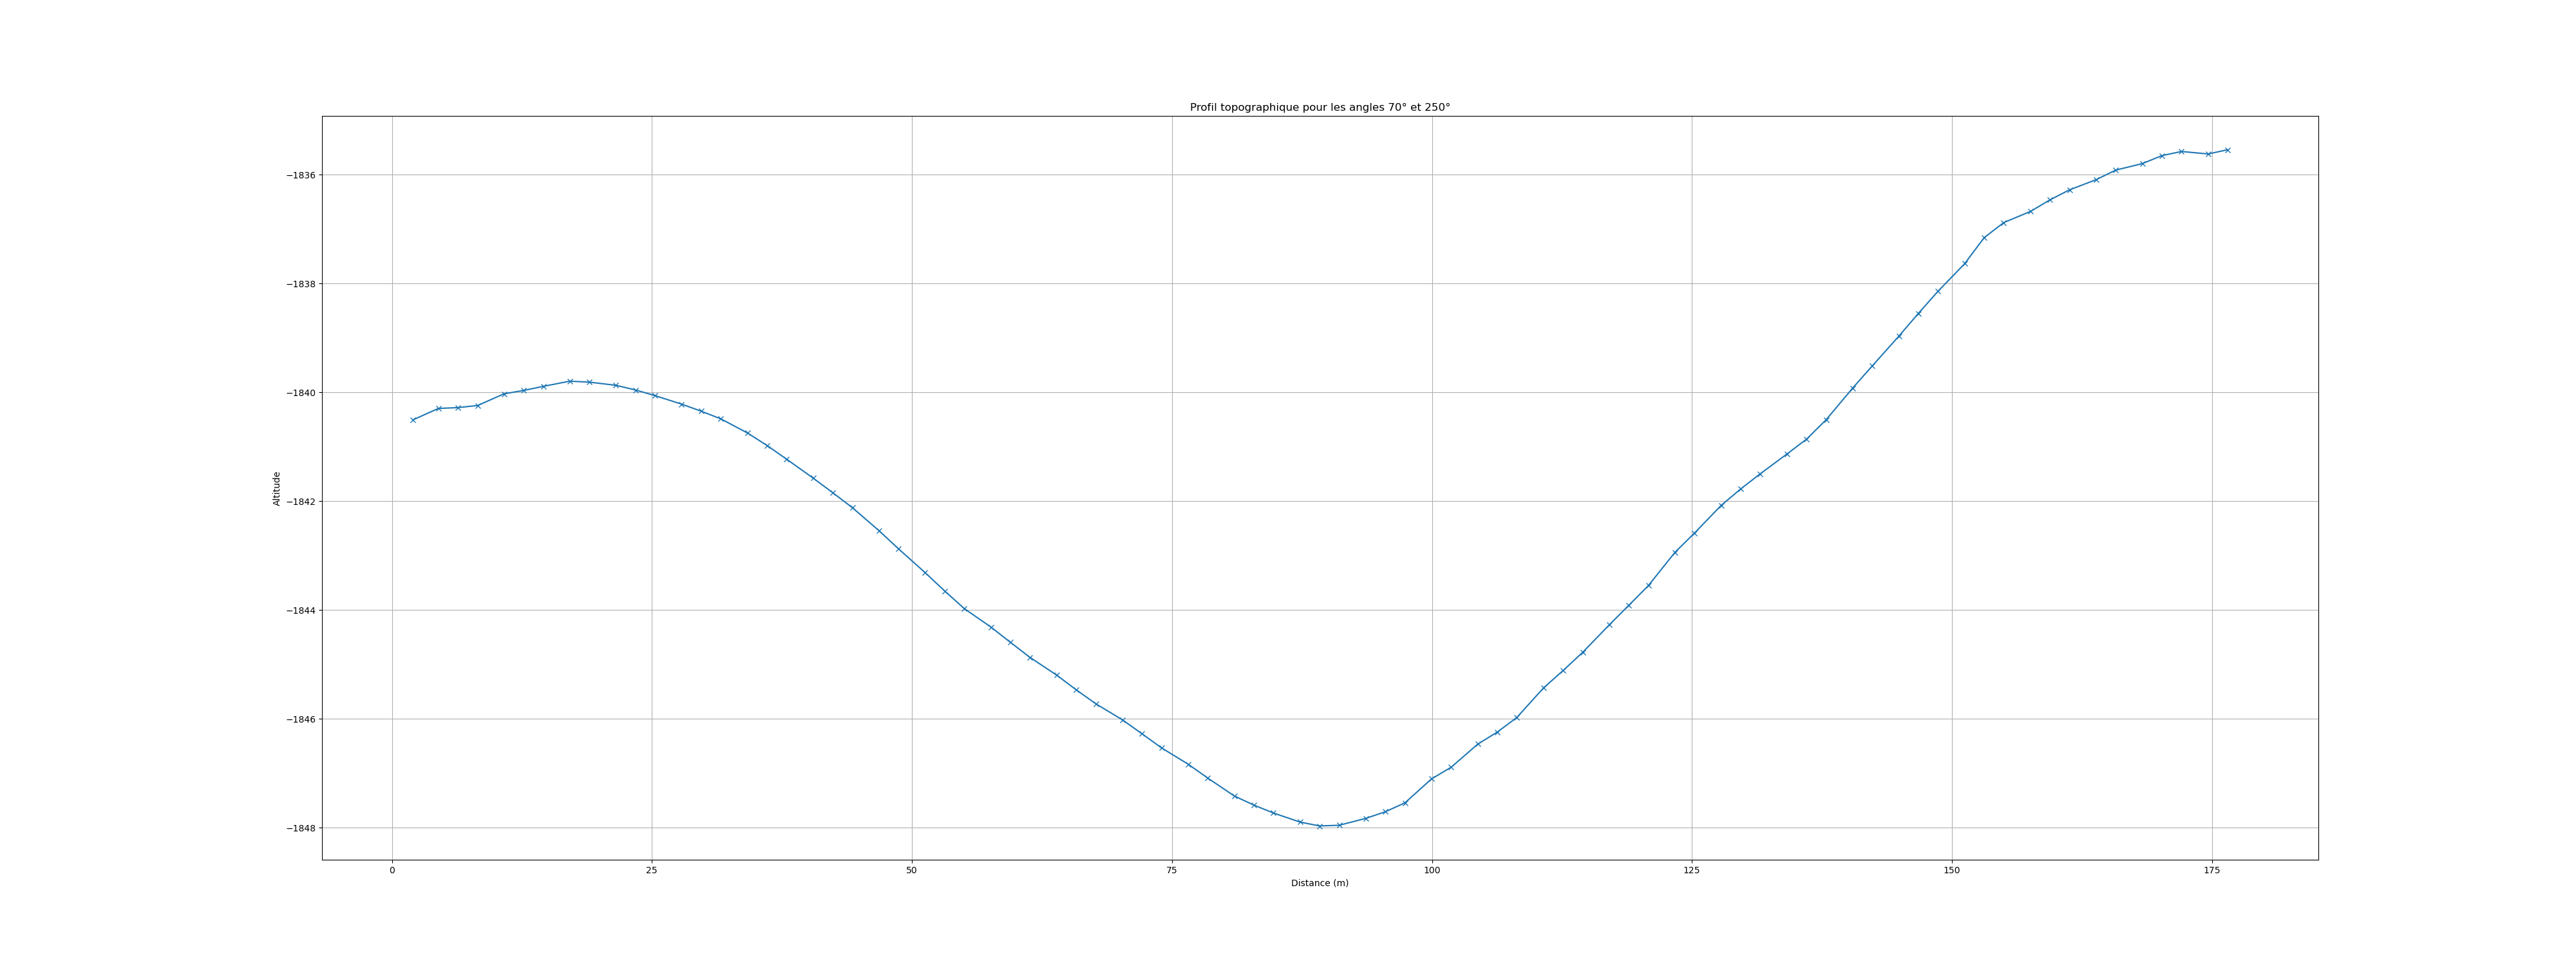 Profil topographique pour les angles 70° et 250°
Altitude
−1836
−1838
−1840
−1842
−1844
−1846
−1848
0 25 50 75 100 125 150 175
Distance (m)